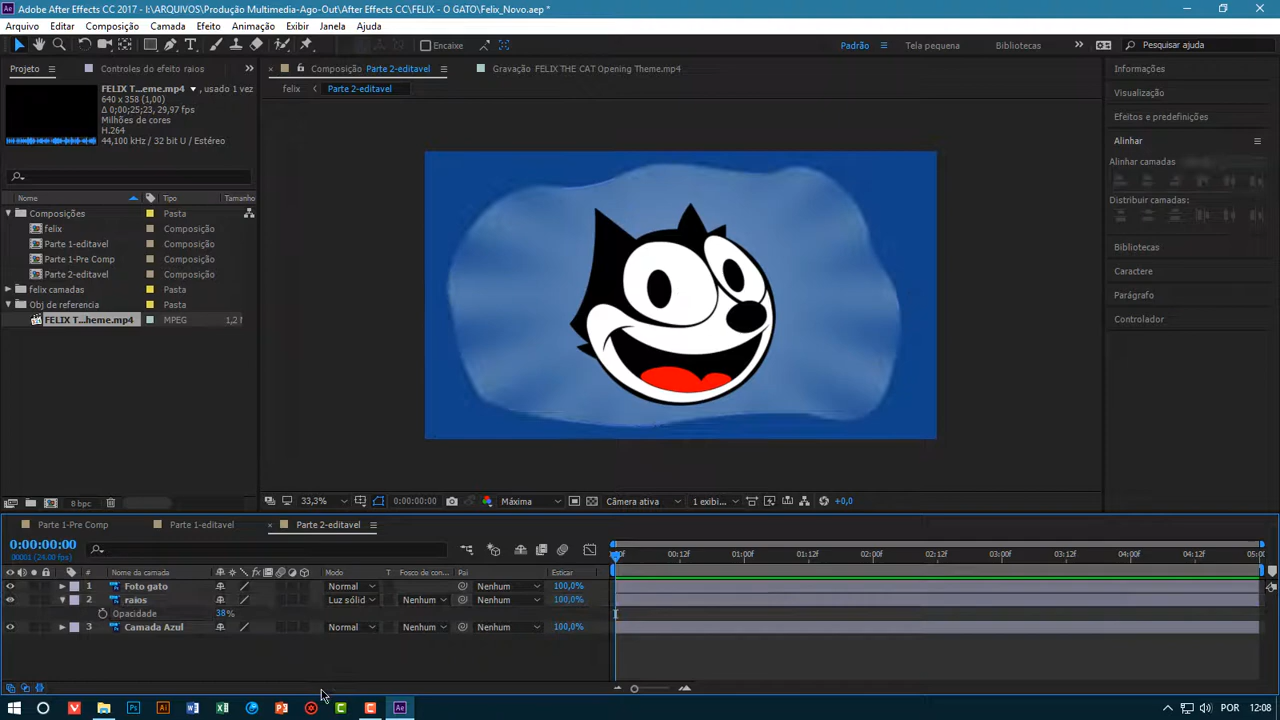 Adobe After Effects CC 2017 - I:\ARQUIVOS\Produção Multimedia-Ago-Out\After Effects CC\FELIX - O GATO\Felix_Novo.aep *
Arquivo Editar Composição Camada Efeito Animação Exibir Janela Ajuda
Encaixe Padrão Tela pequena Bibliotecas Pesquisar ajuda
Projeto Controles do efeito raios Composição Parte 2-editavel Gravação FELIX THE CAT Opening Theme.mp4 Informações
FELIX T...eme.mp4 , usado 1 vez felix Parte 2-editavel Visualização
640 x 358 (1,00)
Δ 0;00;25;23, 29,97 fps Efeitos e predefinições
Milhões de cores
H.264
44,100 kHz / 32 bit U / Estéreo
Alinhar
Alinhar camadas
Nome Tipo Tamanho
Distribuir camadas:
Composições Pasta
felix Composição
Parte 1-editavel Composição Bibliotecas
Parte 1-Pre Comp Composição
Parte 2-editavel Composição Caractere
felix camadas Pasta Parágrafo
Obj de referencia Pasta
FELIX T...heme.mp4 MPEG 1,2 M Controlador
8 bpc 33,3% 0:00:00:00 Máxima Câmera ativa 1 exibi... +0,0
Parte 1-Pre Comp Parte 1-editavel Parte 2-editavel
0:00:00:00
00001 (24.00 fps)
00:12f 01:00f 01:12f 02:00f 02:12f 03:00f 03:12f 04:00f 04:12f
# Nome da camada Modo T Fosco de con... Pai Esticar
1 Foto gato Normal Nenhum 100,0%
2 raios Luz sólid Nenhum Nenhum 100,0%
Opacidade 38%
3 Camada Azul Normal Nenhum Nenhum 100,0%
POR 12:08